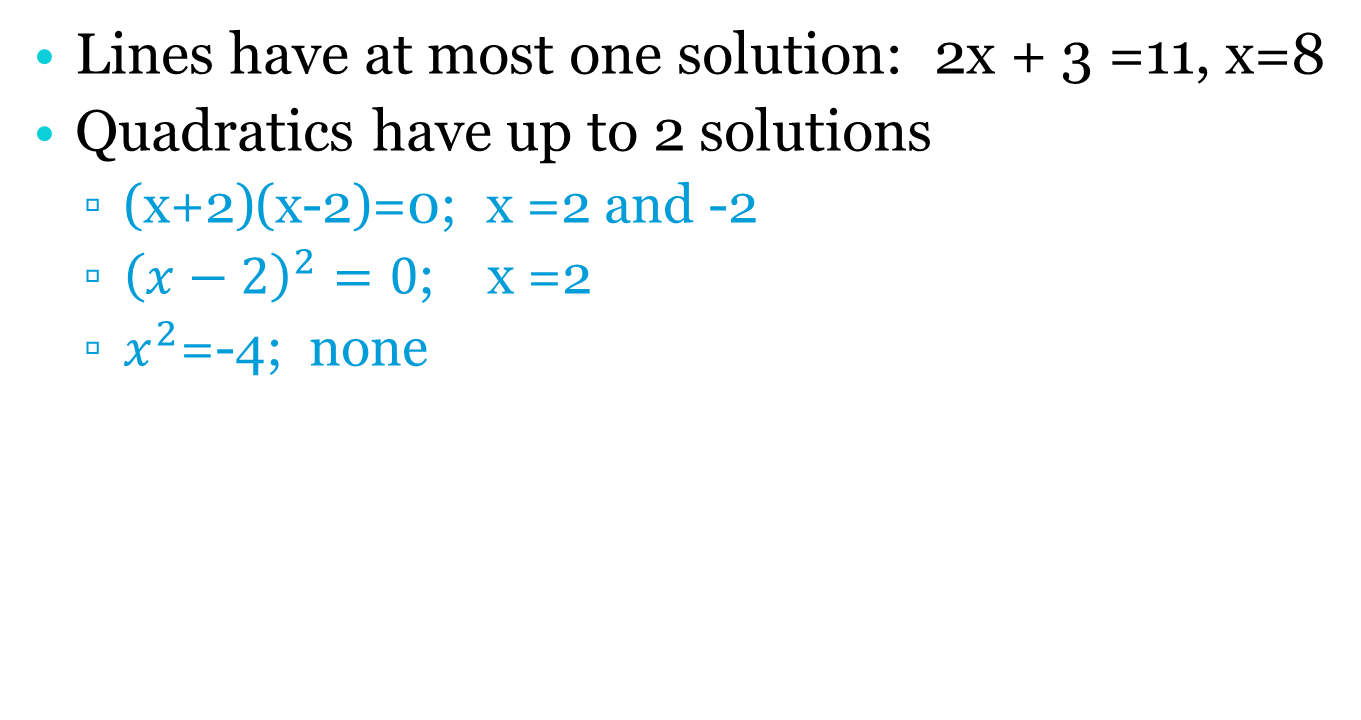 • Lines have at most one solution: 2x + 3 =11, x=8
• Quadratics have up to 2 solutions
▫ (x+2)(x-2)=0; x =2 and -2
▫ (𝑥 − 2)² = 0; x =2
▫ 𝑥²=-4; none